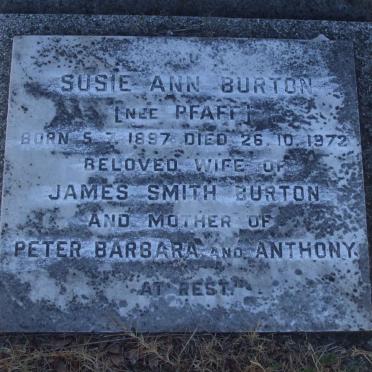 SUSIE ANN BURTON
[NEE PFAFF]
BORN 5.7.1897 DIED 26.10.1972
BELOVED WIFE OF
JAMES SMITH BURTON
AND MOTHER OF
PETER BARBARA AND ANTHONY
AT REST.